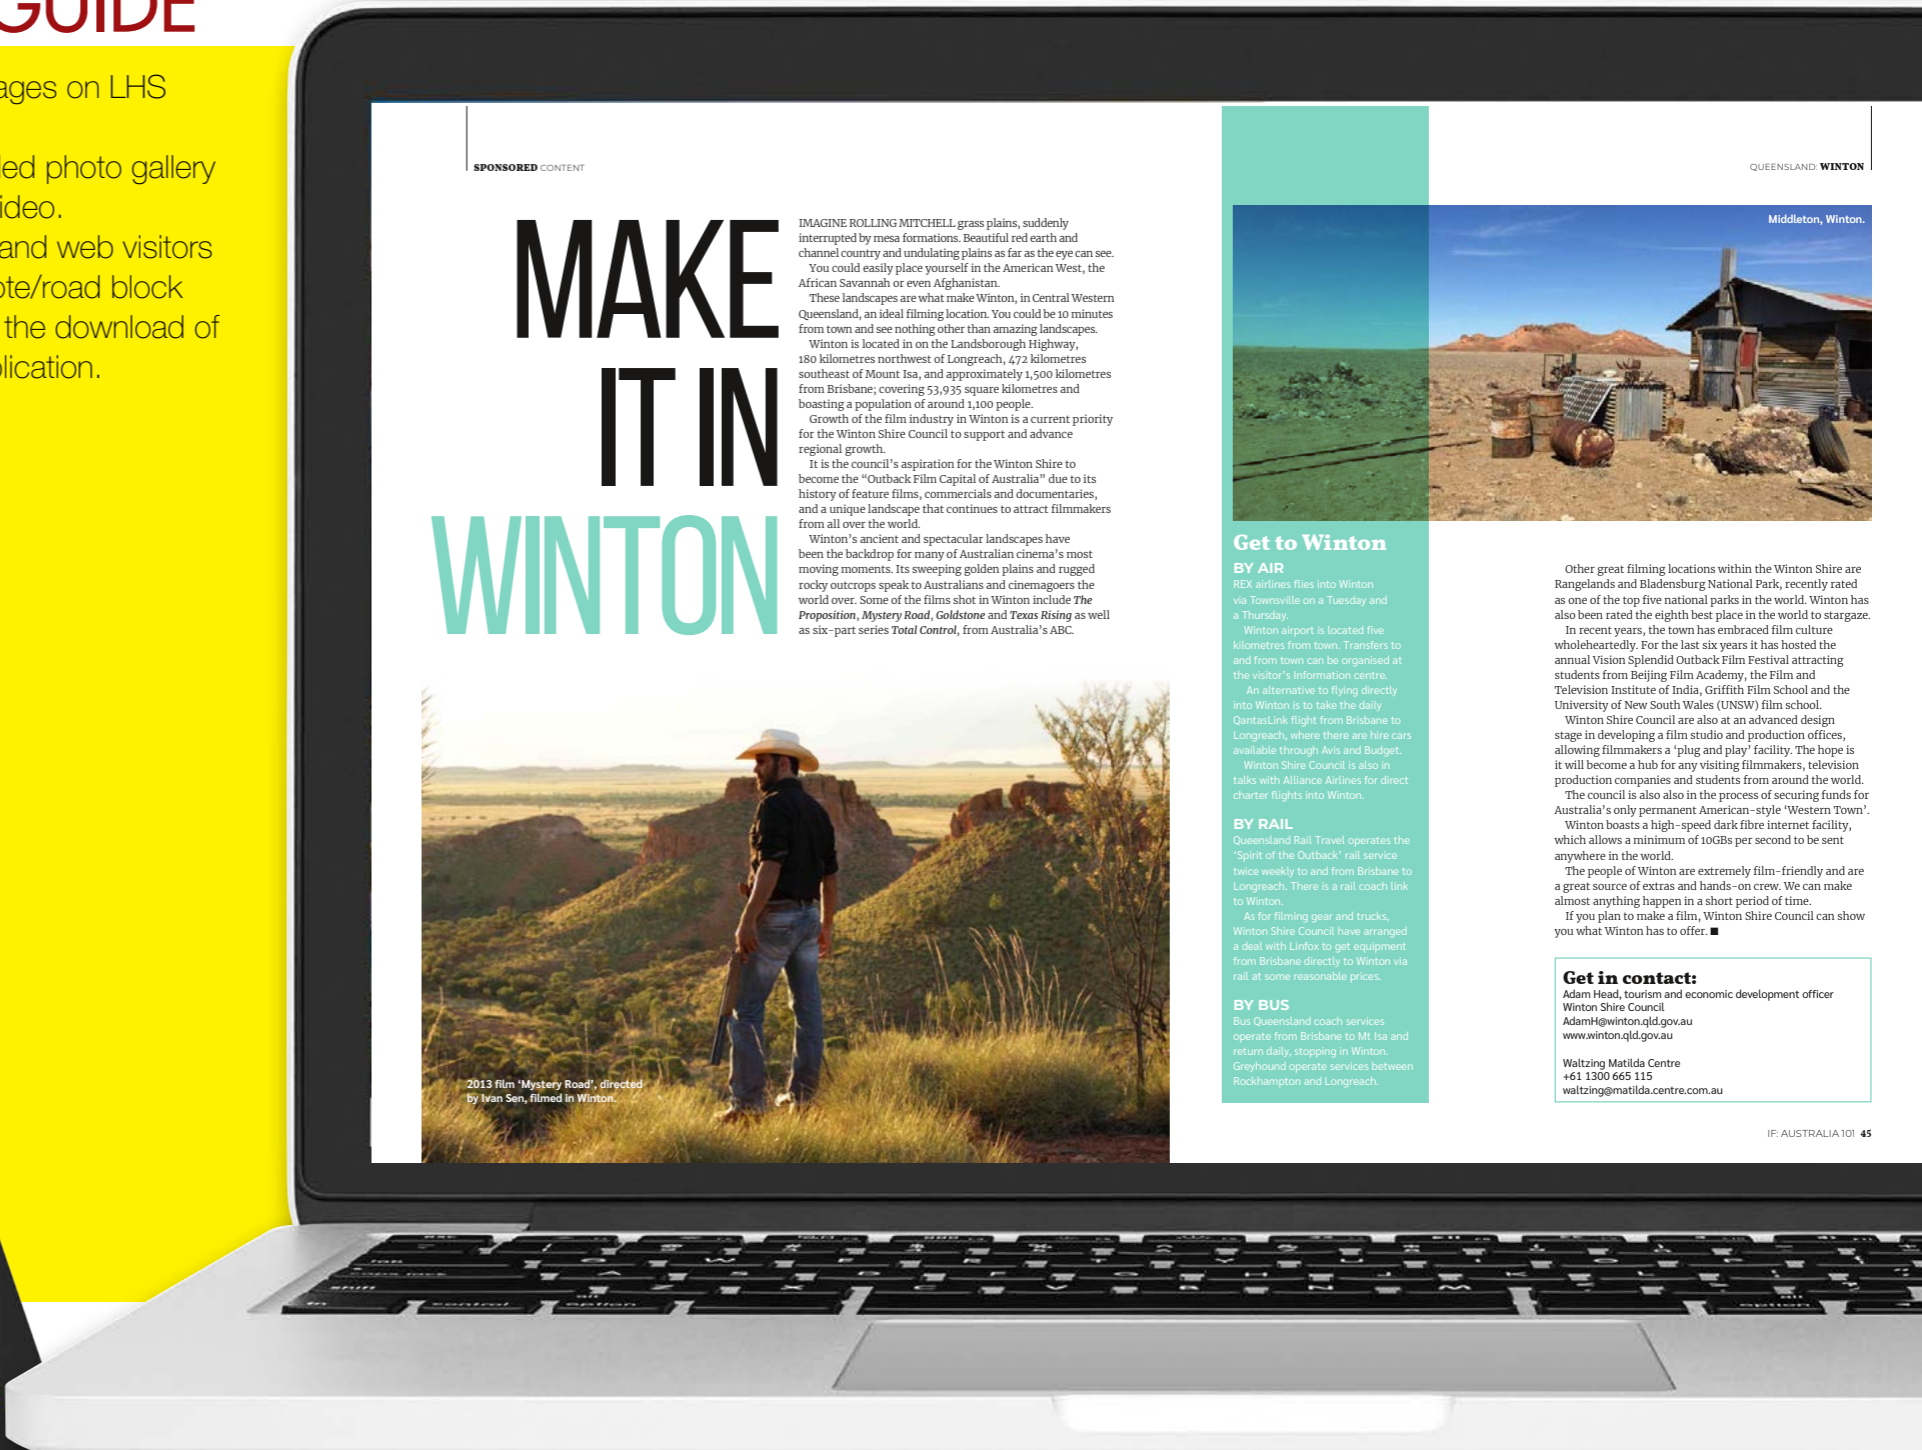 GUIDE
ages on LHS
led photo gallery
ideo.
and web visitors
ote/road block
the download of
plication.
SPONSORED CONTENT
MAKE
IT IN
WINTON
IMAGINE ROLLING MITCHELL grass plains, suddenly
interrupted by mesa formations. Beautiful red earth and
channel country and undulating plains as far as the eye can see.
You could easily place yourself in the American West, the
African Savannah or even Afghanistan.
These landscapes are what make Winton, in Central Western
Queensland, an ideal filming location. You could be 10 minutes
from town and see nothing other than amazing landscapes.
Winton is located in on the Landsborough Highway,
180 kilometres northwest of Longreach, 472 kilometres
southeast of Mount Isa, and approximately 1,500 kilometres
from Brisbane; covering 53,935 square kilometres and
boasting a population of around 1,100 people.
Growth of the film industry in Winton is a current priority
for the Winton Shire Council to support and advance
regional growth.
It is the council's aspiration for the Winton Shire to
become the "Outback Film Capital of Australia" due to its
history of feature films, commercials and documentaries,
and a unique landscape that continues to attract filmmakers
from all over the world.
Winton's ancient and spectacular landscapes have
been the backdrop for many of Australian cinema's most
moving moments. Its sweeping golden plains and rugged
rocky outcrops speak to Australians and cinemagoers the
world over. Some of the films shot in Winton include The
Proposition, Mystery Road, Goldstone and Texas Rising as well
as six-part series Total Control, from Australia's ABC.
2013 film 'Mystery Road', directed
by Ivan Sen, filmed in Winton.
QUEENSLAND: WINTON
Middleton, Winton.
Get to Winton
BY AIR
REX airlines flies into Winton
via Townsville on a Tuesday and
a Thursday.
Winton airport is located five
kilometres from town. Transfers to
and from town can be organised at
the visitor's Information centre.
An alternative to flying directly
into Winton is to take the daily
QantasLink flight from Brisbane to
Longreach, where there are hire cars
available through Avis and Budget.
Winton Shire Council is also in
talks with Alliance Airlines for direct
charter flights into Winton.
BY RAIL
Queensland Rail Travel operates the
'Spirit of the Outback' rail service
twice weekly to and from Brisbane to
Longreach. There is a rail coach link
to Winton.
As for filming gear and trucks,
Winton Shire Council have arranged
a deal with Linfox to get equipment
from Brisbane directly to Winton via
rail at some reasonable prices.
BY BUS
Bus Queensland coach services
operate from Brisbane to Mt Isa and
return daily, stopping in Winton.
Greyhound operate services between
Rockhampton and Longreach.
Other great filming locations within the Winton Shire are
Rangelands and Bladensburg National Park, recently rated
as one of the top five national parks in the world. Winton has
also been rated the eighth best place in the world to stargaze.
In recent years, the town has embraced film culture
wholeheartedly. For the last six years it has hosted the
annual Vision Splendid Outback Film Festival attracting
students from Beijing Film Academy, the Film and
Television Institute of India, Griffith Film School and the
University of New South Wales (UNSW) film school.
Winton Shire Council are also at an advanced design
stage in developing a film studio and production offices,
allowing filmmakers a 'plug and play' facility. The hope is
it will become a hub for any visiting filmmakers, television
production companies and students from around the world.
The council is also also in the process of securing funds for
Australia's only permanent American-style 'Western Town'.
Winton boasts a high-speed dark fibre internet facility,
which allows a minimum of 10GBs per second to be sent
anywhere in the world.
The people of Winton are extremely film-friendly and are
a great source of extras and hands-on crew. We can make
almost anything happen in a short period of time.
If you plan to make a film, Winton Shire Council can show
you what Winton has to offer. ■
Get in contact:
Adam Head, tourism and economic development officer
Winton Shire Council
AdamH@winton.qld.gov.au
www.winton.qld.gov.au
Waltzing Matilda Centre
+61 1300 665 115
waltzing@matilda.centre.com.au
IF: AUSTRALIA 101 45
caps lock
shift
control
option
option